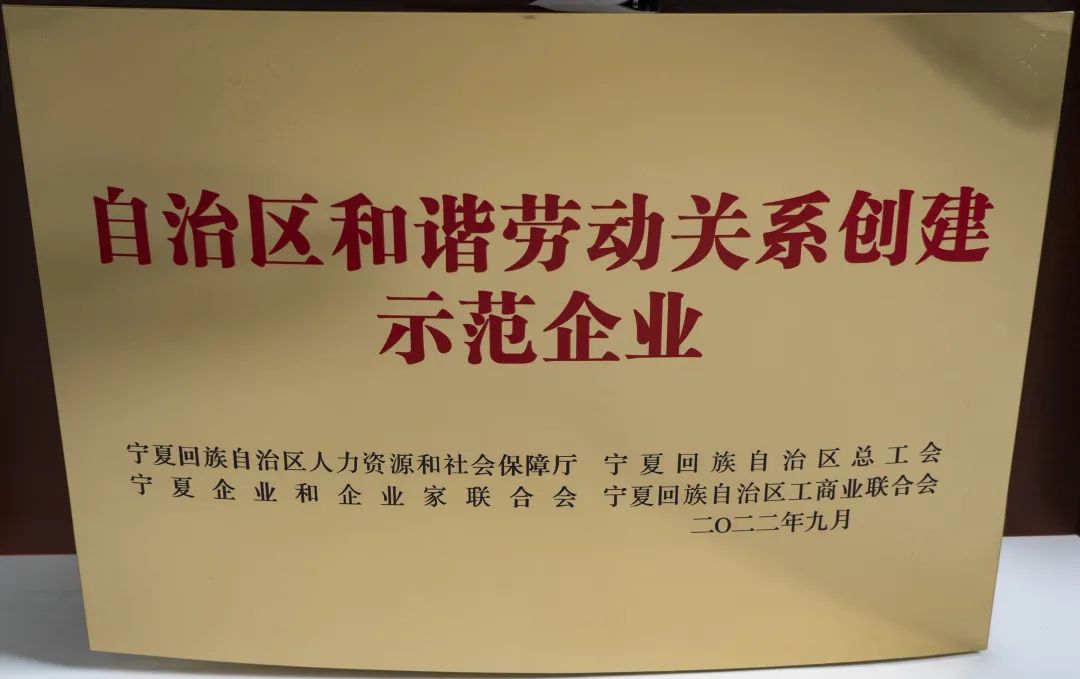 自治区和谐劳动关系创建
示范企业
宁夏回族自治区人力资源和社会保障厅 宁夏回族自治区总工会
宁夏企业和企业家联合会 宁夏回族自治区工商业联合会
二〇二二年九月